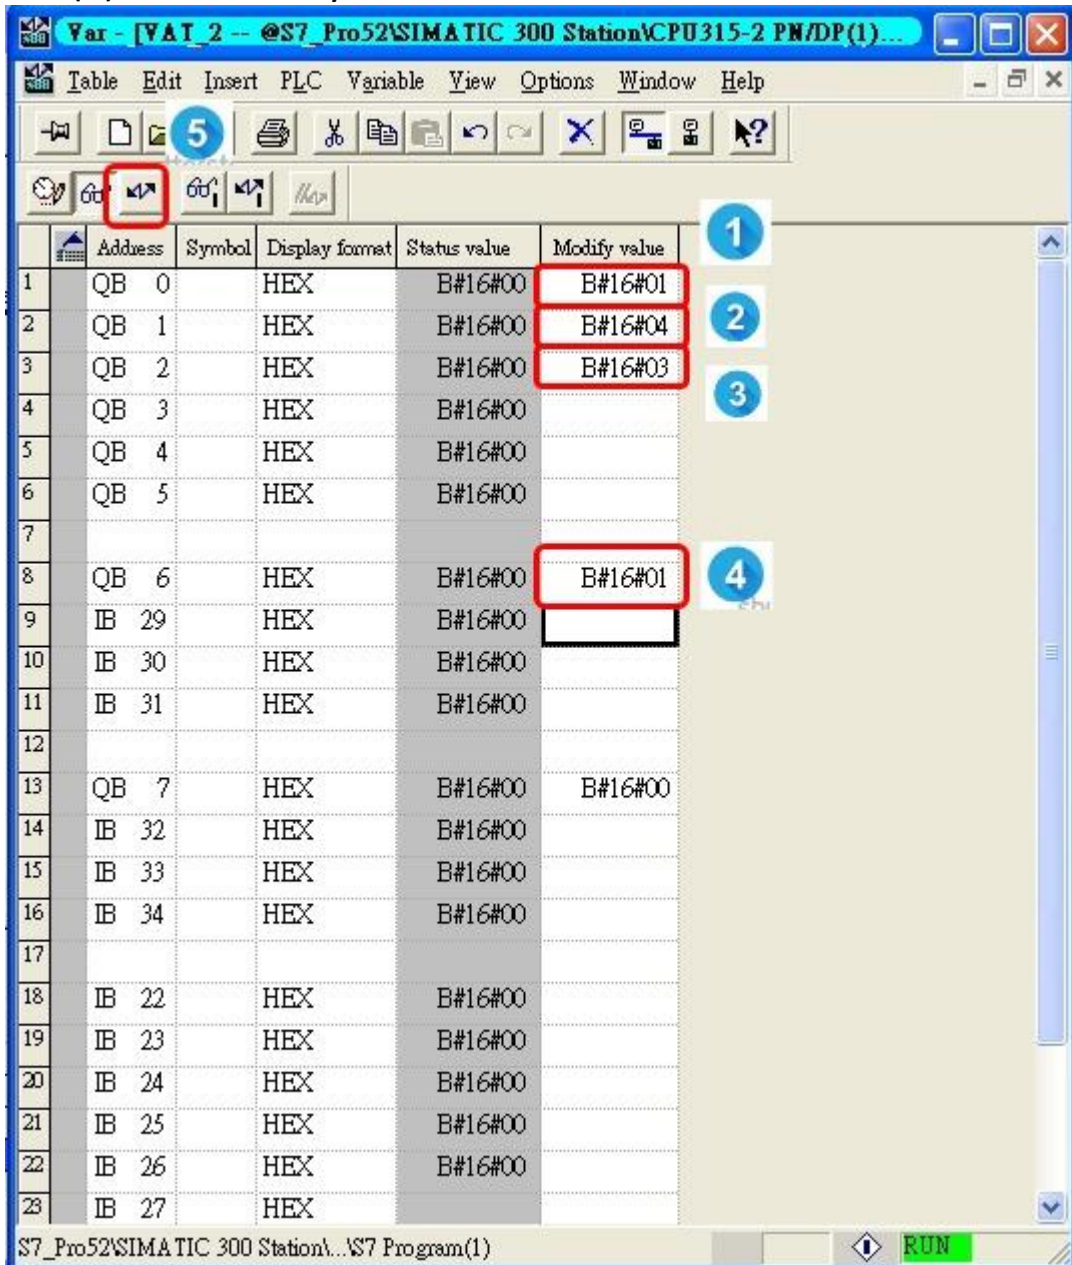 Var - [VAT_2 -- @S7_Pro52\SIMATIC 300 Station\CPU315-2 PN/DP(1)...
Table Edit Insert PLC Variable View Options Window Help
5
1
Address Symbol Display format Status value Modify value
1 QB 0 HEX B#16#00 B#16#01
2 QB 1 HEX B#16#00 B#16#04 2
3 QB 2 HEX B#16#00 B#16#03
3
4 QB 3 HEX B#16#00
5 QB 4 HEX B#16#00
6 QB 5 HEX B#16#00
7
8 QB 6 HEX B#16#00 B#16#01 4
9 IB 29 HEX B#16#00
10 IB 30 HEX B#16#00
11 IB 31 HEX B#16#00
12
13 QB 7 HEX B#16#00 B#16#00
14 IB 32 HEX B#16#00
15 IB 33 HEX B#16#00
16 IB 34 HEX B#16#00
17
18 IB 22 HEX B#16#00
19 IB 23 HEX B#16#00
20 IB 24 HEX B#16#00
21 IB 25 HEX B#16#00
22 IB 26 HEX B#16#00
23 IB 27 HEX
S7_Pro52\SIMATIC 300 Station\...\S7 Program(1) RUN